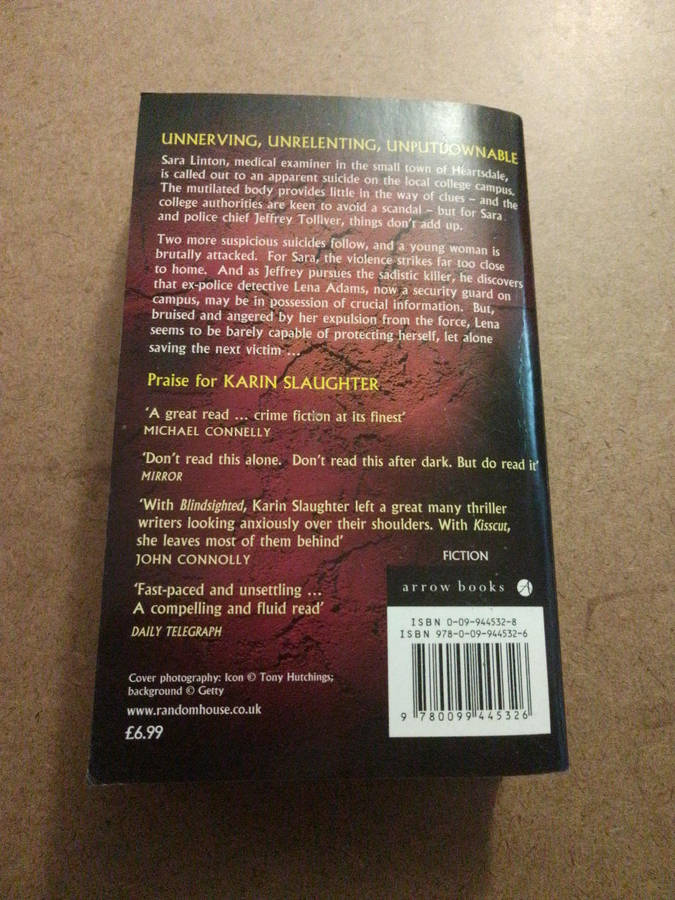 UNNERVING, UNRELENTING, UNPUTDOWNABLE
Sara Linton, medical examiner in the small town of Heartsdale,
is called out to an apparent suicide on the local college campus.
The mutilated body provides little in the way of clues – and the
college authorities are keen to avoid a scandal – but for Sara
and police chief Jeffrey Tolliver, things don't add up.
Two more suspicious suicides follow, and a young woman is
brutally attacked. For Sara, the violence strikes far too close
to home. And as Jeffrey pursues the sadistic killer, he discovers
that ex-police detective Lena Adams, now a security guard on
campus, may be in possession of crucial information. But,
bruised and angered by her expulsion from the force, Lena
seems to be barely capable of protecting herself, let alone
saving the next victim ...
Praise for KARIN SLAUGHTER
'A great read ... crime fiction at its finest'
MICHAEL CONNELLY
'Don't read this alone. Don't read this after dark. But do read it'
MIRROR
'With Blindsighted, Karin Slaughter left a great many thriller
writers looking anxiously over their shoulders. With Kisscut,
she leaves most of them behind'
JOHN CONNOLLY
'Fast-paced and unsettling ...
A compelling and fluid read'
DAILY TELEGRAPH
Cover photography: Icon © Tony Hutchings;
background © Getty
www.randomhouse.co.uk
£6.99
FICTION
arrow books
ISBN 0-09-944532-8
ISBN 978-0-09-944532-6
9 780099 445326